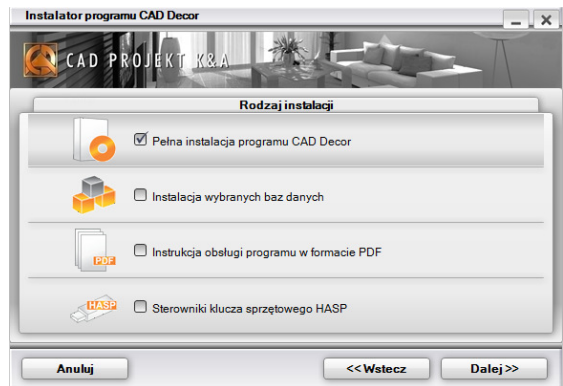 Instalator programu CAD Decor
CAD PROJEKT K&A
Rodzaj instalacji
Pełna instalacja programu CAD Decor
Instalacja wybranych baz danych
PDF
Instrukcja obsługi programu w formacie PDF
HASP
Sterowniki klucza sprzętowego HASP
Anuluj
<< Wstecz
Dalej >>